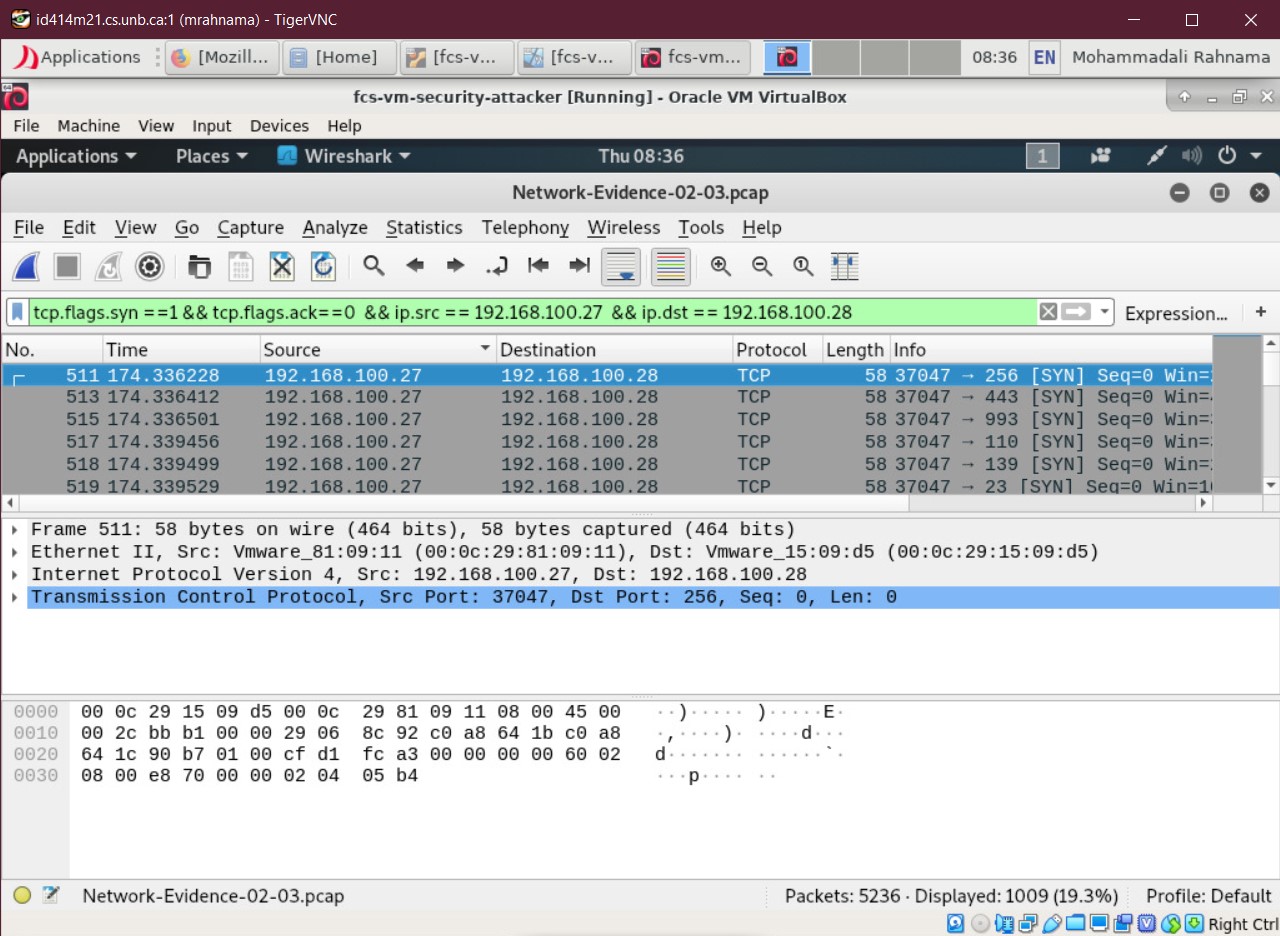 id414m21.cs.unb.ca:1 (mrahnama) - TigerVNC
Applications [Mozill... [Home] [fcs-v... [fcs-v... fcs-vm... 08:36 EN Mohammadali Rahnama
fcs-vm-security-attacker [Running] - Oracle VM VirtualBox
File Machine View Input Devices Help
Applications Places Wireshark Thu 08:36 1
Network-Evidence-02-03.pcap
File Edit View Go Capture Analyze Statistics Telephony Wireless Tools Help
tcp.flags.syn ==1 && tcp.flags.ack==0 && ip.src == 192.168.100.27 && ip.dst == 192.168.100.28 Expression... +
No. Time Source Destination Protocol Length Info
511 174.336228 192.168.100.27 192.168.100.28 TCP 58 37047 → 256 [SYN] Seq=0 Win=
513 174.336412 192.168.100.27 192.168.100.28 TCP 58 37047 → 443 [SYN] Seq=0 Win=
515 174.336501 192.168.100.27 192.168.100.28 TCP 58 37047 → 993 [SYN] Seq=0 Win=
517 174.339456 192.168.100.27 192.168.100.28 TCP 58 37047 → 110 [SYN] Seq=0 Win=
518 174.339499 192.168.100.27 192.168.100.28 TCP 58 37047 → 139 [SYN] Seq=0 Win=
519 174.339529 192.168.100.27 192.168.100.28 TCP 58 37047 → 23 [SYN] Seq=0 Win=1
Frame 511: 58 bytes on wire (464 bits), 58 bytes captured (464 bits)
Ethernet II, Src: Vmware_81:09:11 (00:0c:29:81:09:11), Dst: Vmware_15:09:d5 (00:0c:29:15:09:d5)
Internet Protocol Version 4, Src: 192.168.100.27, Dst: 192.168.100.28
Transmission Control Protocol, Src Port: 37047, Dst Port: 256, Seq: 0, Len: 0
0000 00 0c 29 15 09 d5 00 0c 29 81 09 11 08 00 45 00 ··)····· )·····E·
0010 00 2c bb b1 00 00 29 06 8c 92 c0 a8 64 1b c0 a8 ·,····)· ····d···
0020 64 1c 90 b7 01 00 cf d1 fc a3 00 00 00 00 60 02 d······· ······`·
0030 08 00 e8 70 00 00 02 04 05 b4 ···p···· ··
Network-Evidence-02-03.pcap Packets: 5236 · Displayed: 1009 (19.3%) Profile: Default
Right Ctrl